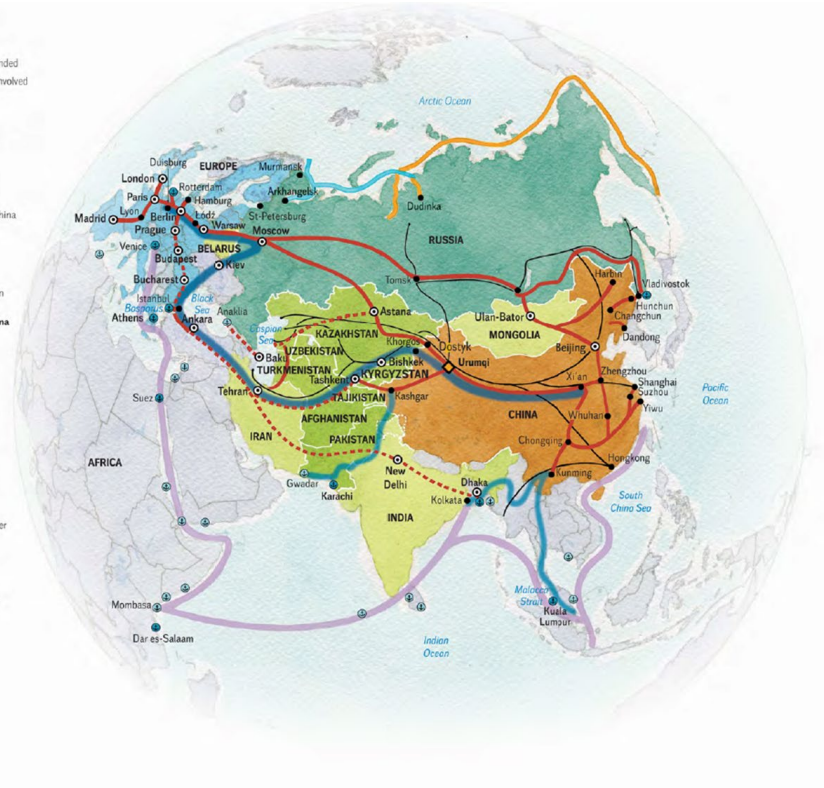 nded
nvolved
hina
n
na
er
Arctic Ocean
Duisburg
London
EUROPE
Murmansk
Rotterdam
Paris
Hamburg
Arkhangelsk
Dudinka
Lyon
Berlin
Łódź
St-Petersburg
Madrid
Prague
Warsaw
Moscow
Venice
BELARUS
RUSSIA
Budapest
Kiev
Bucharest
Tomsk
Harbin
Vladivostok
Istanbul
Black
Sea
Bosporus
Anaklia
Hunchun
Athens
Ankara
Astana
Ulan-Bator
Changchun
MONGOLIA
Dandong
Caspian
Sea
KAZAKHSTAN
Khorgos
Dostyk
Beijing
Baku
UZBEKISTAN
Bishkek
Urumqi
TURKMENISTAN
KYRGYZSTAN
Tashkent
Xi'an
Zhengzhou
Shanghai
Suzhou
Yiwu
Tehran
TAJIKISTAN
Kashgar
Pacific
Ocean
Suez
AFGHANISTAN
CHINA
Whuhan
IRAN
PAKISTAN
Chongqing
AFRICA
New
Delhi
Hongkong
Gwadar
Karachi
Dhaka
Kunming
Kolkata
INDIA
South
China Sea
Malacca
Strait
Mombasa
Kuala
Lumpur
Dar es-Salaam
Indian
Ocean